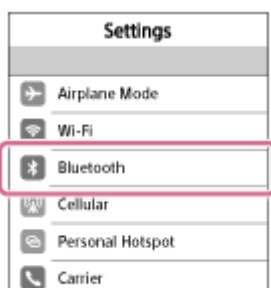 Settings
Airplane Mode
Wi-Fi
Bluetooth
Cellular
Personal Hotspot
Carrier